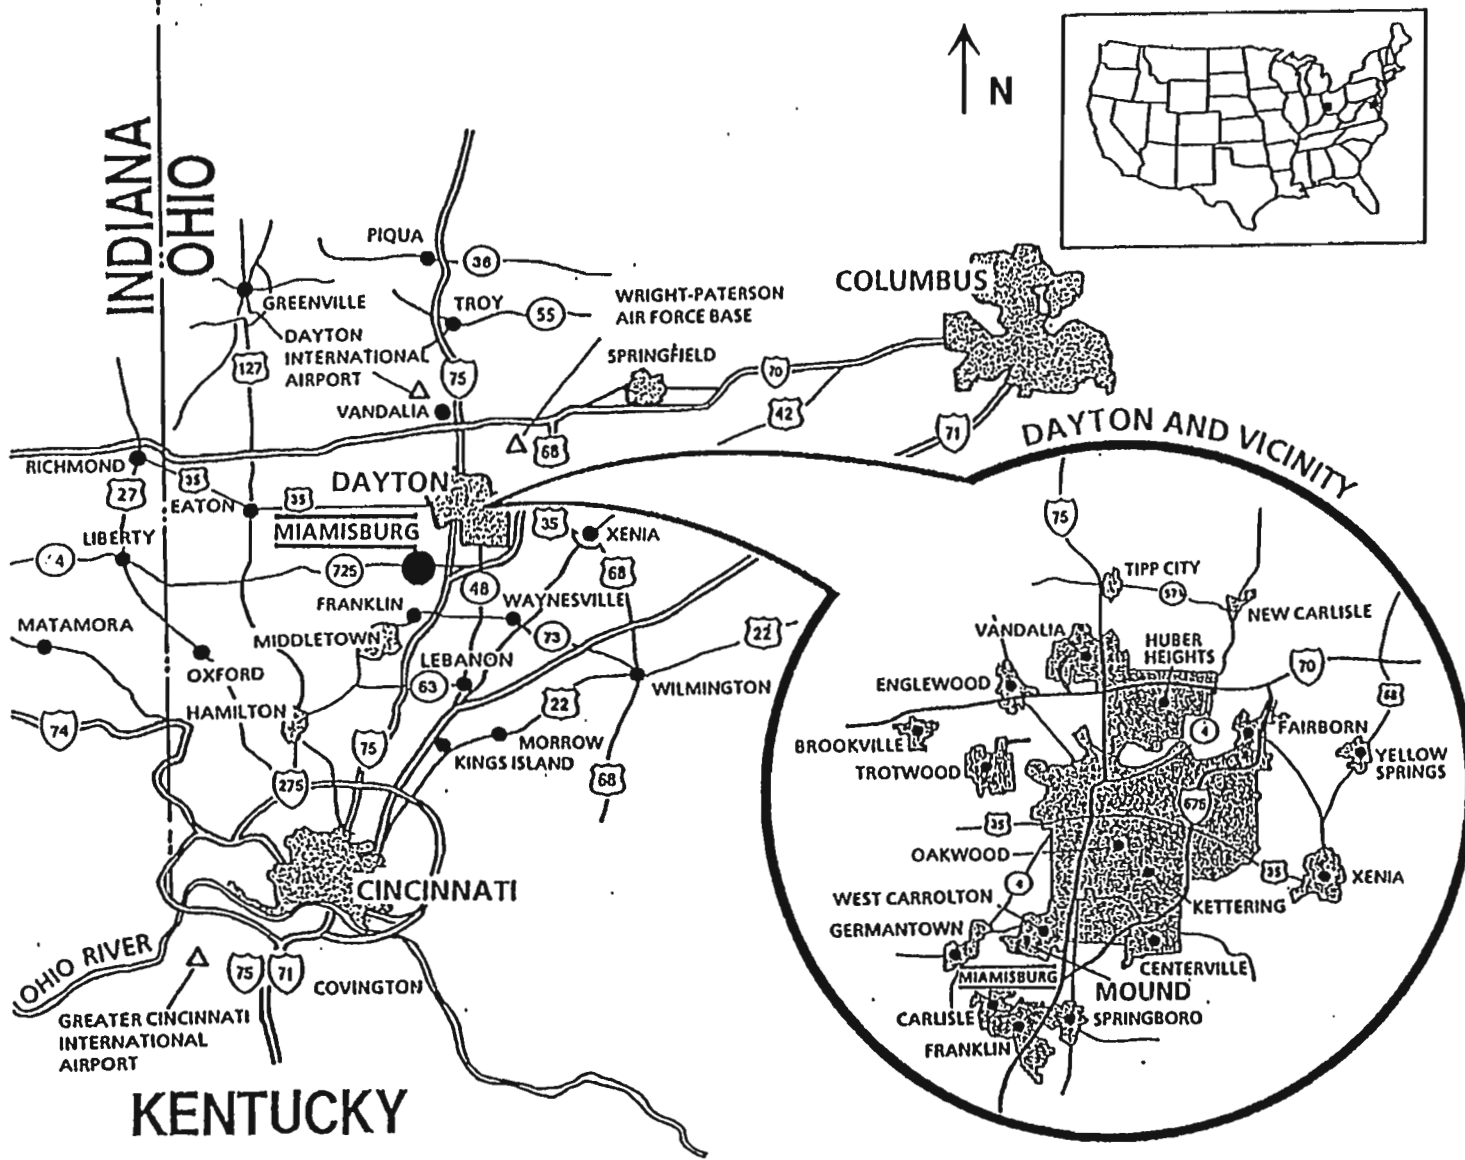 N
INDIANA
OHIO
PIQUA
36
GREENVILLE
TROY
55
WRIGHT-PATERSON
AIR FORCE BASE
COLUMBUS
DAYTON
INTERNATIONAL
AIRPORT
127
75
SPRINGFIELD
70
42
VANDALIA
68
71
RICHMOND
35
27
EATON
35
DAYTON
MIAMISBURG
35
XENIA
LIBERTY
725
48
68
FRANKLIN
WAYNESVILLE
73
22
MATAMORA
MIDDLETOWN
LEBANON
OXFORD
63
WILMINGTON
HAMILTON
22
74
75
MORROW
KINGS ISLAND
68
275
CINCINNATI
OHIO RIVER
75
71
COVINGTON
GREATER CINCINNATI
INTERNATIONAL
AIRPORT
KENTUCKY
DAYTON AND VICINITY
75
TIPP CITY
571
NEW CARLISLE
VANDALIA
HUBER
HEIGHTS
70
ENGLEWOOD
68
4
FAIRBORN
BROOKVILLE
TROTWOOD
YELLOW
SPRINGS
675
35
OAKWOOD
35
XENIA
4
WEST CARROLTON
KETTERING
GERMANTOWN
CENTERVILLE
MIAMISBURG
MOUND
CARLISLE
SPRINGBORO
FRANKLIN